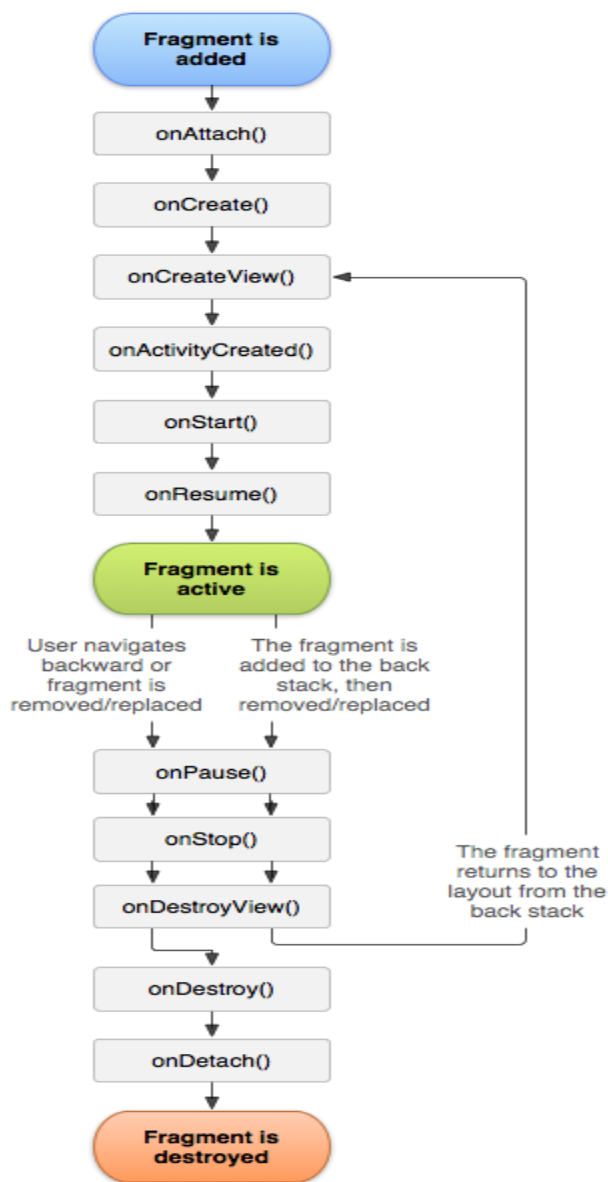 Fragment is
added
onAttach()
onCreate()
onCreateView()
onActivityCreated()
onStart()
onResume()
Fragment is
active
User navigates
backward or
fragment is
removed/replaced
The fragment is
added to the back
stack, then
removed/replaced
onPause()
onStop()
onDestroyView()
The fragment
returns to the
layout from the
back stack
onDestroy()
onDetach()
Fragment is
destroyed